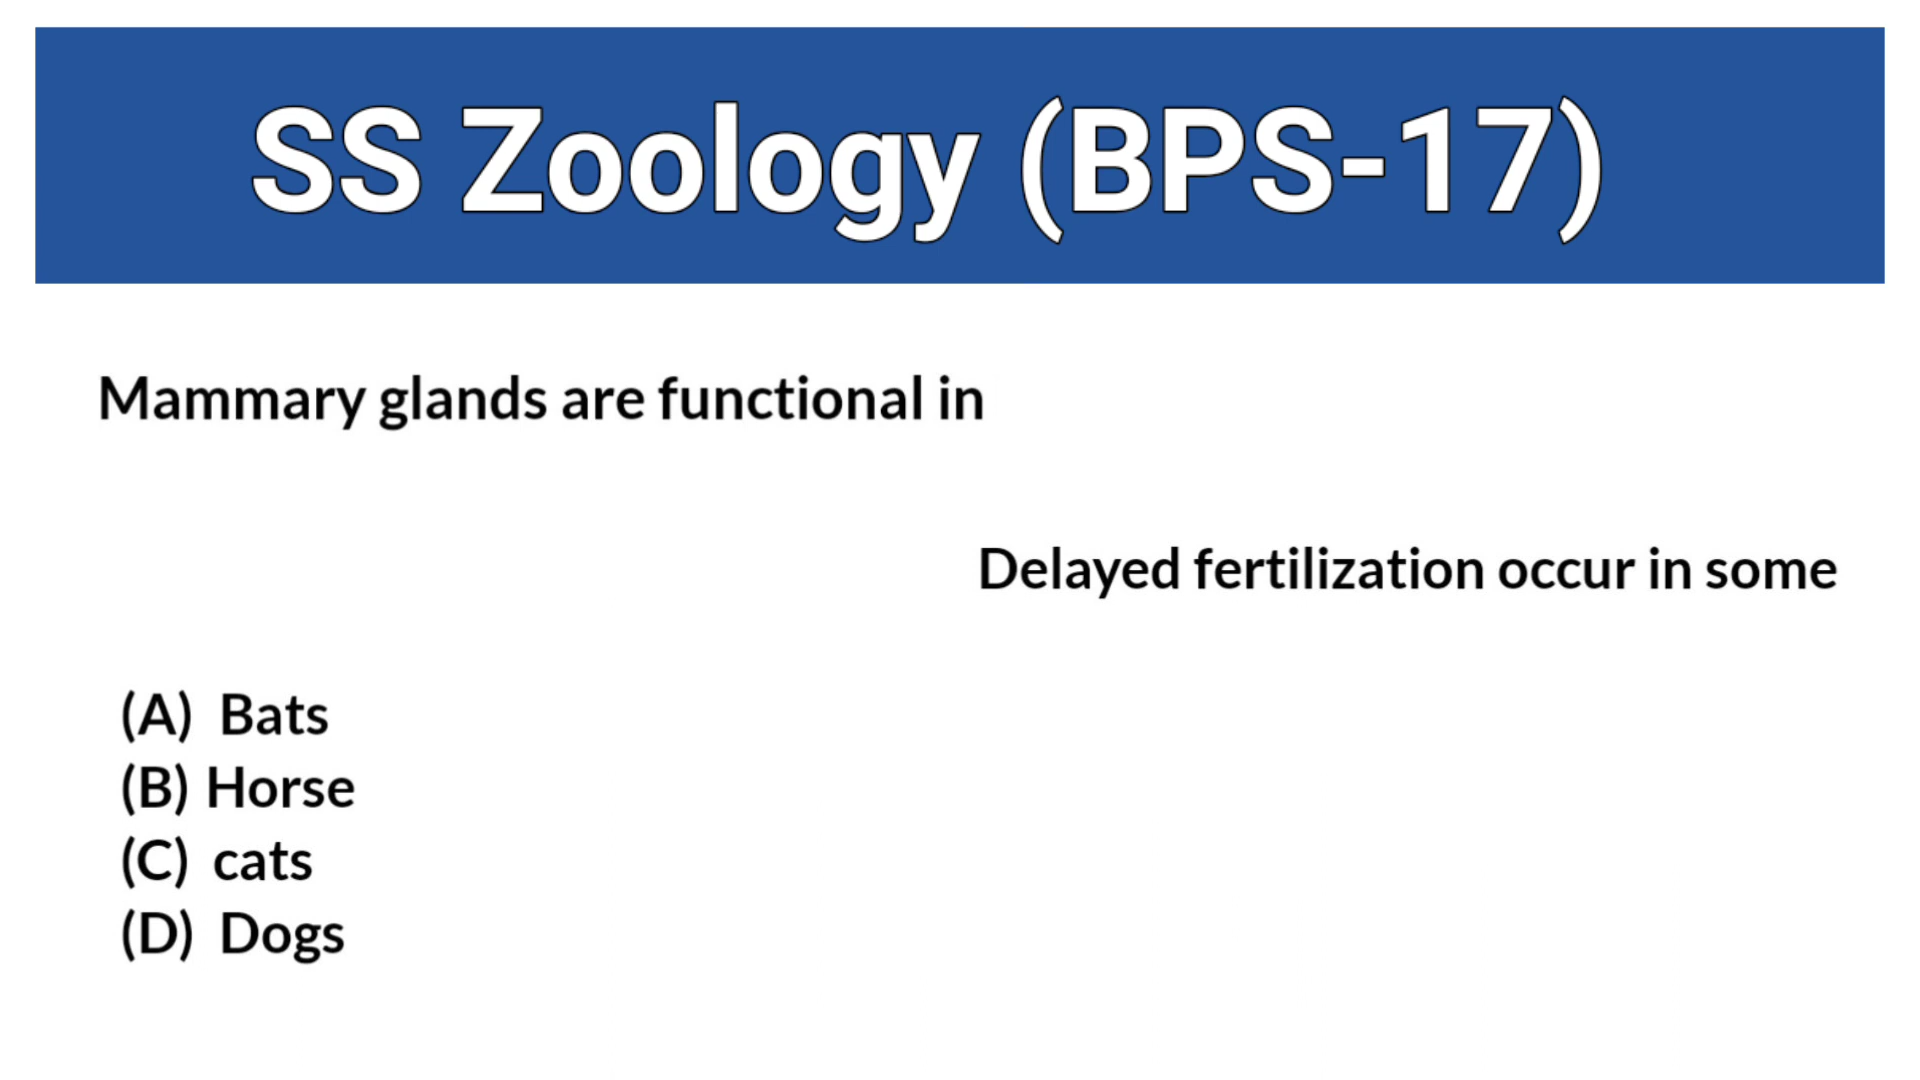 SS Zoology (BPS-17)
Mammary glands are functional in
Delayed fertilization occur in some
(A) Bats
(B) Horse
(C) cats
(D) Dogs